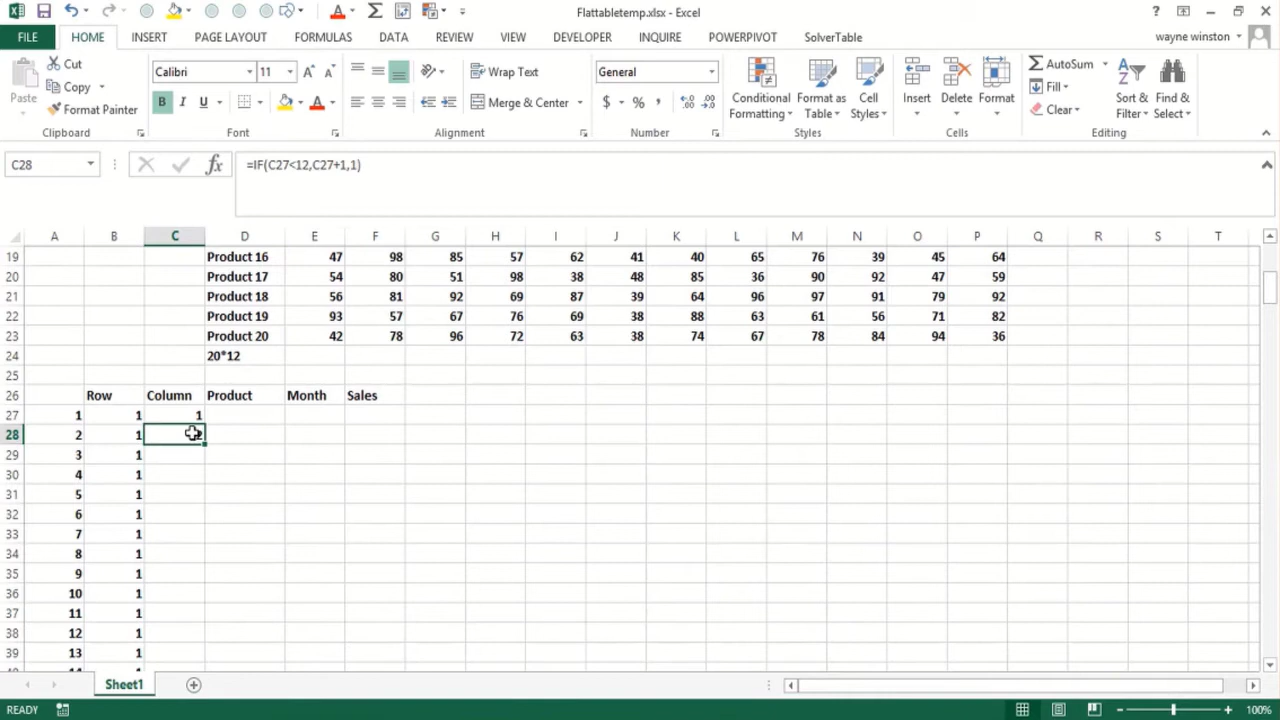 Flattabletemp.xlsx - Excel
FILE HOME INSERT PAGE LAYOUT FORMULAS DATA REVIEW VIEW DEVELOPER INQUIRE POWERPIVOT SolverTable wayne winston
Paste
Cut
Copy
Format Painter
Clipboard
Calibri 11
B I U
Font
Wrap Text
Merge & Center
Alignment
General
$ % ,
Number
Conditional Formatting
Format as Table
Cell Styles
Styles
Insert Delete Format
Cells
AutoSum
Fill
Clear
Sort & Filter
Find & Select
Editing
C28 fx =IF(C27<12,C27+1,1)
A B C D E F G H I J K L M N O P Q R S T
19 Product 16 47 98 85 57 62 41 40 65 76 39 45 64
20 Product 17 54 80 51 98 38 48 85 36 90 92 47 59
21 Product 18 56 81 92 69 87 39 64 96 97 91 79 92
22 Product 19 93 57 67 76 69 38 88 63 61 56 71 82
23 Product 20 42 78 96 72 63 38 74 67 78 84 94 36
24 20*12
25
26 Row Column Product Month Sales
27 1 1 1
28 2 1 2
29 3 1
30 4 1
31 5 1
32 6 1
33 7 1
34 8 1
35 9 1
36 10 1
37 11 1
38 12 1
39 13 1
Sheet1
READY 100%